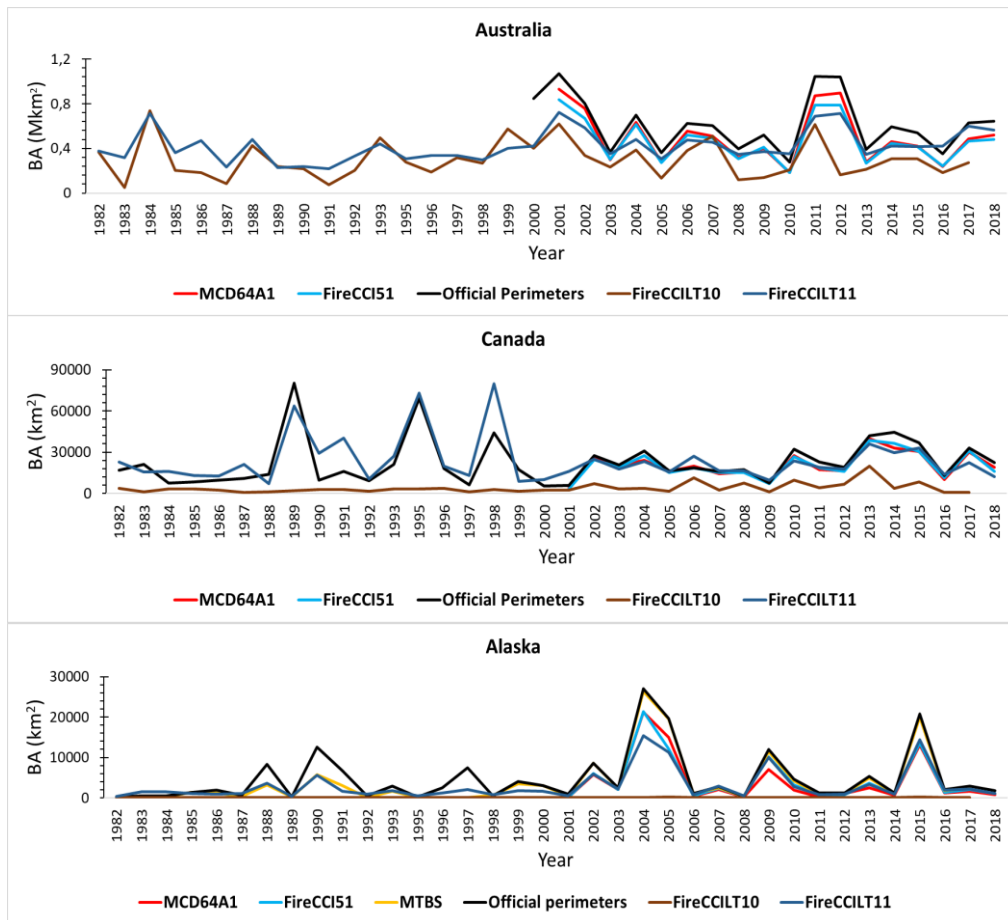 Australia
1,2
0,8
0,4
0
BA (Mkm²)
1982 1983 1984 1985 1986 1987 1988 1989 1990 1991 1992 1993 1994 1995 1996 1997 1998 1999 2000 2001 2002 2003 2004 2005 2006 2007 2008 2009 2010 2011 2012 2013 2014 2015 2016 2017 2018
Year
MCD64A1 FireCCI51 Official Perimeters FireCCILT10 FireCCILT11
Canada
90000
60000
30000
0
BA (km²)
1982 1983 1984 1985 1986 1987 1988 1989 1990 1991 1992 1993 1994 1995 1996 1997 1998 1999 2000 2001 2002 2003 2004 2005 2006 2007 2008 2009 2010 2011 2012 2013 2014 2015 2016 2017 2018
Year
MCD64A1 FireCCI51 Official Perimeters FireCCILT10 FireCCILT11
Alaska
30000
20000
10000
0
BA (km²)
1982 1983 1984 1985 1986 1987 1988 1989 1990 1991 1992 1993 1994 1995 1996 1997 1998 1999 2000 2001 2002 2003 2004 2005 2006 2007 2008 2009 2010 2011 2012 2013 2014 2015 2016 2017 2018
Year
MCD64A1 FireCCI51 MTBS Official perimeters FireCCILT10 FireCCILT11